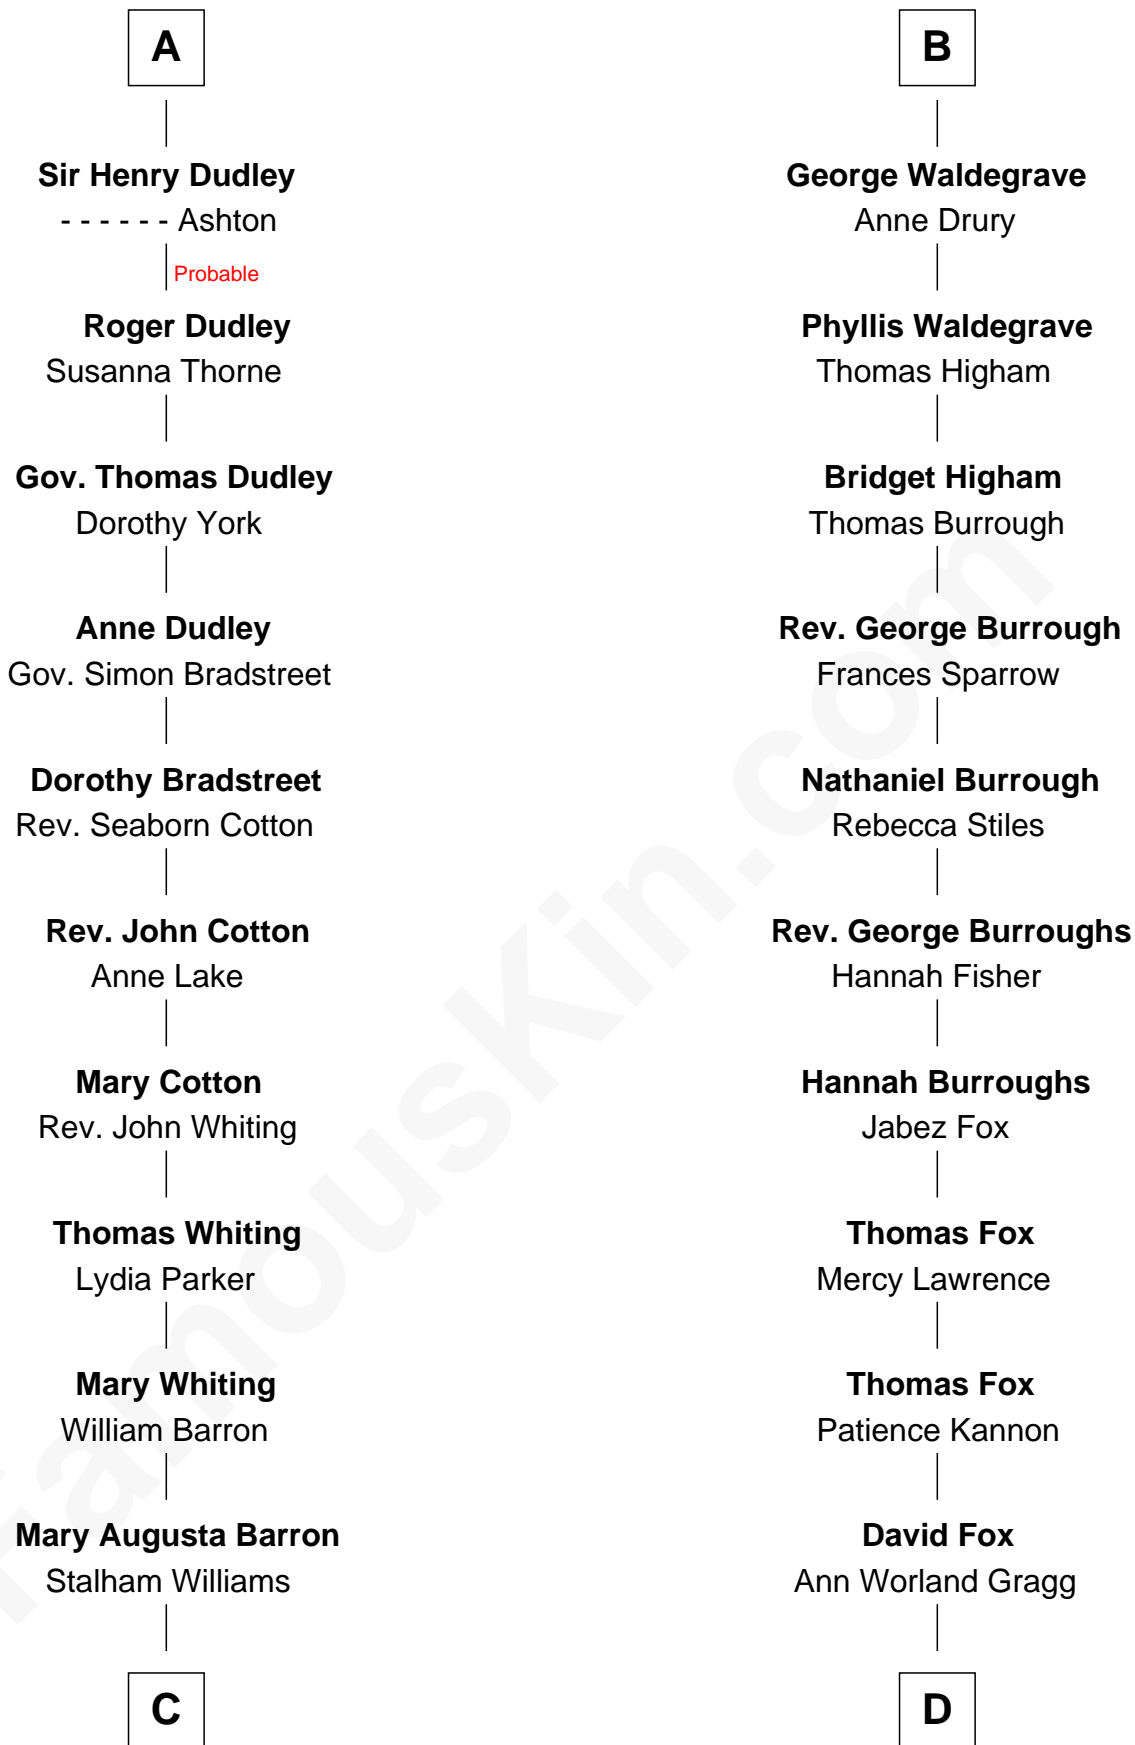 A
Sir Henry Dudley
- - - - - - Ashton
Probable
Roger Dudley
Susanna Thorne
Gov. Thomas Dudley
Dorothy York
Anne Dudley
Gov. Simon Bradstreet
Dorothy Bradstreet
Rev. Seaborn Cotton
Rev. John Cotton
Anne Lake
Mary Cotton
Rev. John Whiting
Thomas Whiting
Lydia Parker
Mary Whiting
William Barron
Mary Augusta Barron
Stalham Williams
C
B
George Waldegrave
Anne Drury
Phyllis Waldegrave
Thomas Higham
Bridget Higham
Thomas Burrough
Rev. George Burrough
Frances Sparrow
Nathaniel Burrough
Rebecca Stiles
Rev. George Burroughs
Hannah Fisher
Hannah Burroughs
Jabez Fox
Thomas Fox
Mercy Lawrence
Thomas Fox
Patience Kannon
David Fox
Ann Worland Gragg
D
FamousKin.com